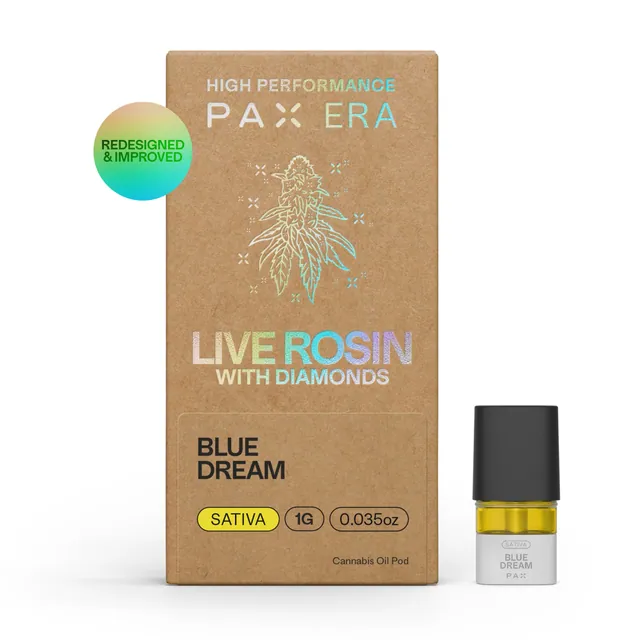 HIGH PERFORMANCE
PAX ERA
REDESIGNED
& IMPROVED
LIVE ROSIN
WITH DIAMONDS
BLUE
DREAM
SATIVA 1G 0.035oz
Cannabis Oil Pod
SATIVA
BLUE
DREAM
PAX